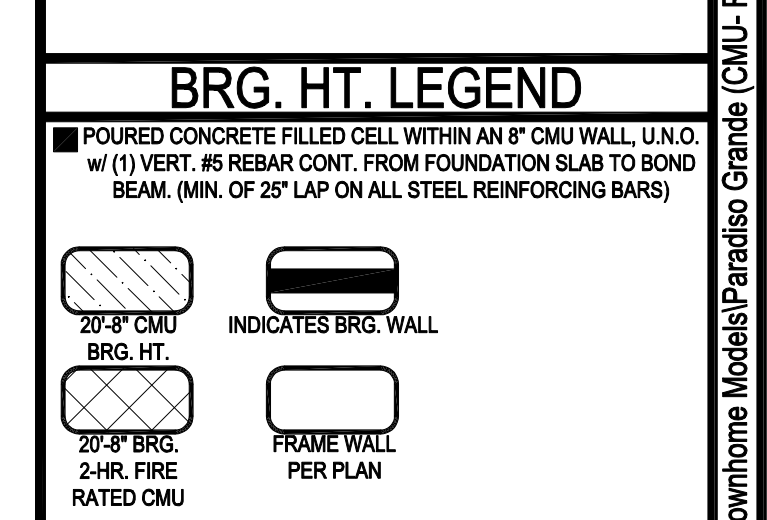 BRG. HT. LEGEND
POURED CONCRETE FILLED CELL WITHIN AN 8" CMU WALL, U.N.O.
w/ (1) VERT. #5 REBAR CONT. FROM FOUNDATION SLAB TO BOND
BEAM. (MIN. OF 25" LAP ON ALL STEEL REINFORCING BARS)
20'-8" CMU
BRG. HT.
INDICATES BRG. WALL
20'-8" BRG.
2-HR. FIRE
RATED CMU
FRAME WALL
PER PLAN
ownhome Models\Paradiso Grande (CMU-